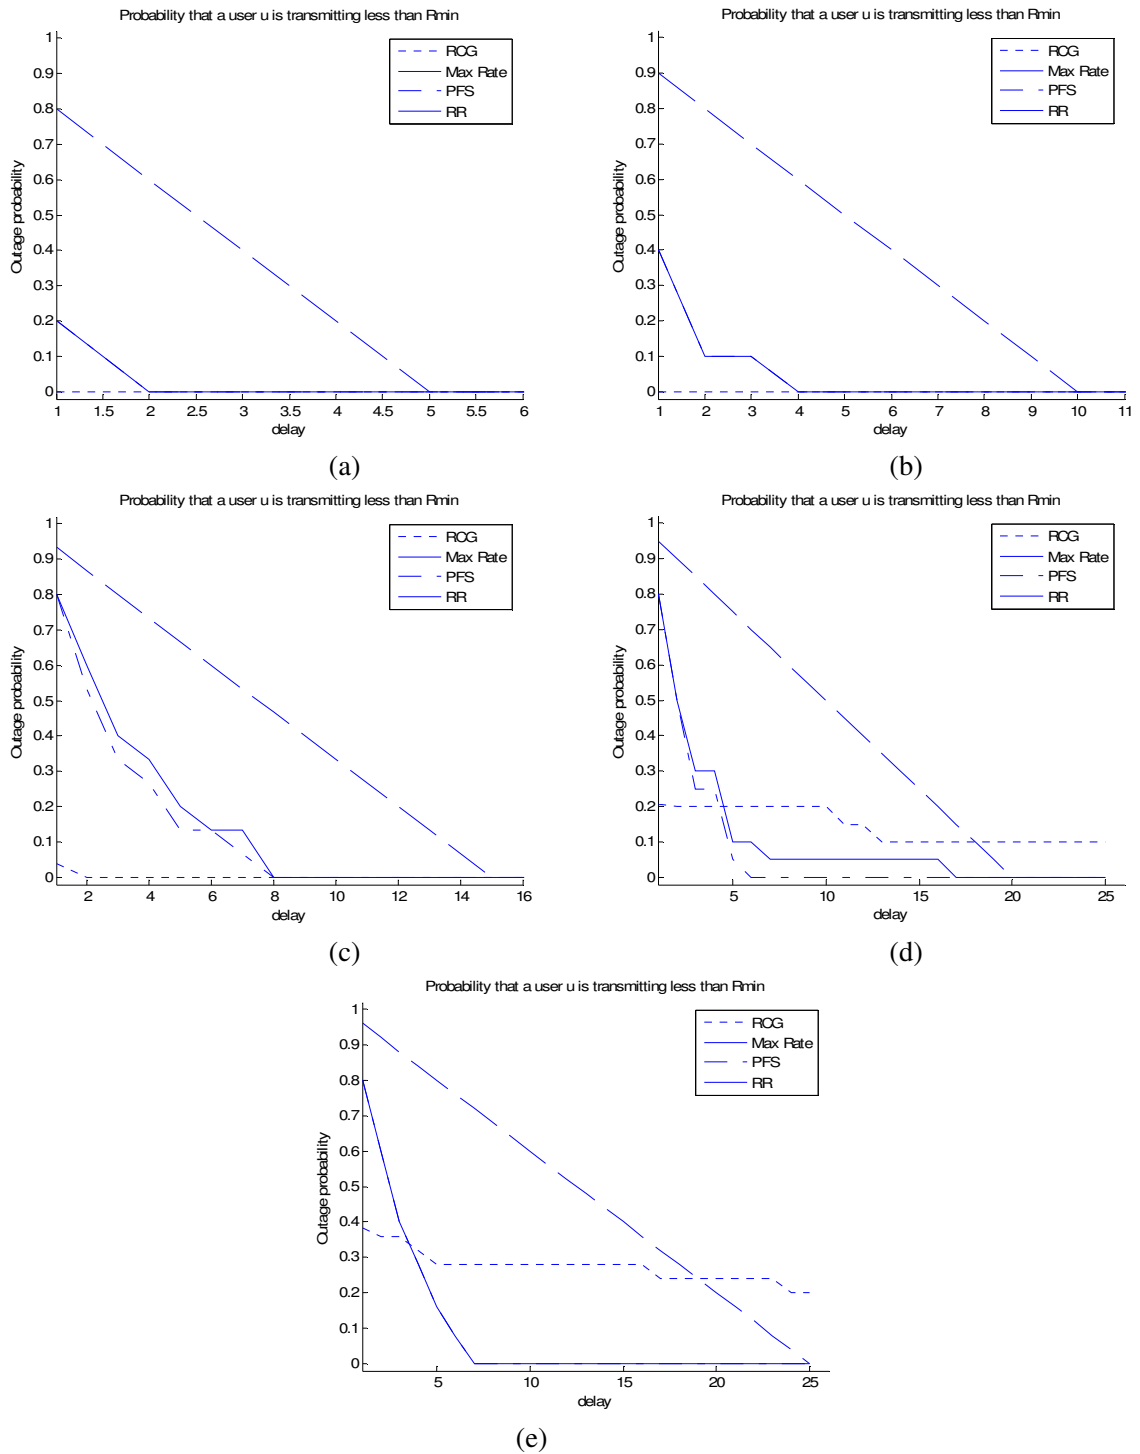 Probability that a user u is transmitting less than Rmin
Outage probability
1
0.9
0.8
0.7
0.6
0.5
0.4
0.3
0.2
0.1
0
RCG
Max Rate
PFS
RR
1 1.5 2 2.5 3 3.5 4 4.5 5 5.5 6
delay
(a)
Probability that a user u is transmitting less than Rmin
Outage probability
1
0.9
0.8
0.7
0.6
0.5
0.4
0.3
0.2
0.1
0
RCG
Max Rate
PFS
RR
1 2 3 4 5 6 7 8 9 10 11
delay
(b)
Probability that a user u is transmitting less than Rmin
Outage probability
1
0.9
0.8
0.7
0.6
0.5
0.4
0.3
0.2
0.1
0
RCG
Max Rate
PFS
RR
2 4 6 8 10 12 14 16
delay
(c)
Probability that a user u is transmitting less than Rmin
Outage probability
1
0.9
0.8
0.7
0.6
0.5
0.4
0.3
0.2
0.1
0
RCG
Max Rate
PFS
RR
5 10 15 20 25
delay
(d)
Probability that a user u is transmitting less than Rmin
Outage probability
1
0.9
0.8
0.7
0.6
0.5
0.4
0.3
0.2
0.1
0
RCG
Max Rate
PFS
RR
5 10 15 20 25
delay
(e)